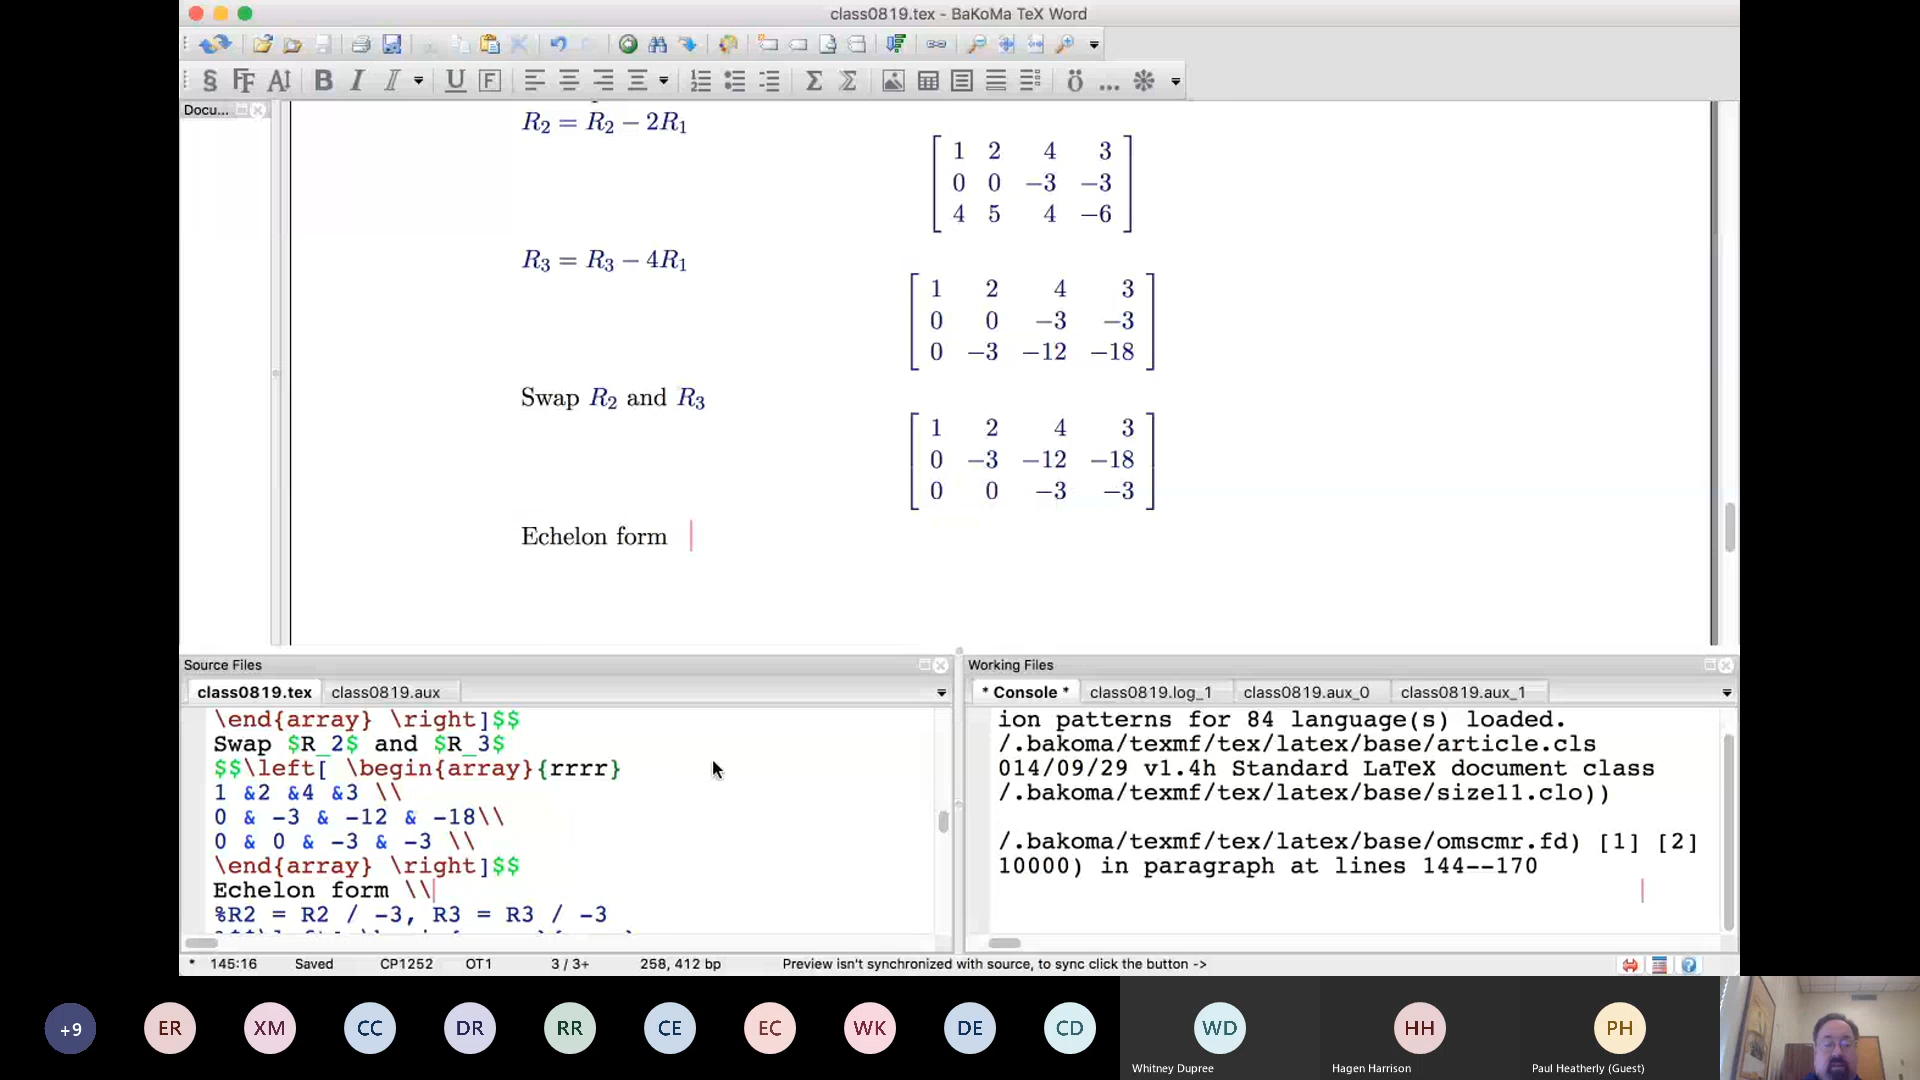 class0819.tex - BaKoMa TeX Word
§ FF A B I I U F Σ Σ Ö ...
Docu...
R2 = R2 − 2R1
1 2 4 3
0 0 −3 −3
4 5 4 −6
R3 = R3 − 4R1
1 2 4 3
0 0 −3 −3
0 −3 −12 −18
Swap R2 and R3
1 2 4 3
0 −3 −12 −18
0 0 −3 −3
Echelon form
Source Files
class0819.tex class0819.aux
\end{array} \right]$$
Swap $R_2$ and $R_3$
$$\left[ \begin{array}{rrrr}
1 &2 &4 &3 \\
0 & -3 & -12 & -18\\
0 & 0 & -3 & -3 \\
\end{array} \right]$$
Echelon form \\
%R2 = R2 / -3, R3 = R3 / -3
Working Files
* Console * class0819.log_1 class0819.aux_0 class0819.aux_1
ion patterns for 84 language(s) loaded.
/.bakoma/texmf/tex/latex/base/article.cls
014/09/29 v1.4h Standard LaTeX document class
/.bakoma/texmf/tex/latex/base/size11.clo))
/.bakoma/texmf/tex/latex/base/omscmr.fd) [1] [2]
10000) in paragraph at lines 144--170
* 145:16 Saved CP1252 OT1 3 / 3+ 258, 412 bp Preview isn't synchronized with source, to sync click the button ->
+9 ER XM CC DR RR CE EC WK DE CD WD HH PH
Whitney Dupree Hagen Harrison Paul Heatherly (Guest)